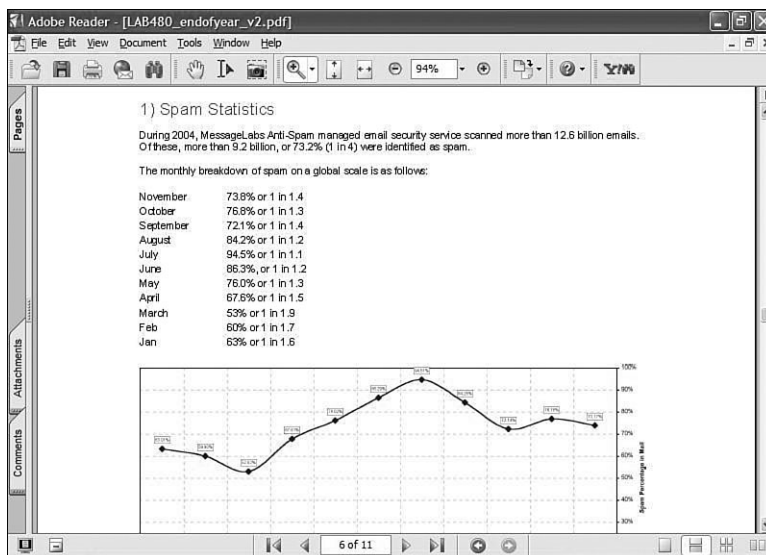 Adobe Reader - [LAB480_endofyear_v2.pdf]
File Edit View Document Tools Window Help
94%
Pages
Attachments
Comments
1) Spam Statistics
During 2004, MessageLabs Anti-Spam managed email security service scanned more than 12.6 billion emails.
Of these, more than 9.2 billion, or 73.2% (1 in 4) were identified as spam.
The monthly breakdown of spam on a global scale is as follows:
November 73.8% or 1 in 1.4
October 76.8% or 1 in 1.3
September 72.1% or 1 in 1.4
August 84.2% or 1 in 1.2
July 94.5% or 1 in 1.1
June 86.3%, or 1 in 1.2
May 76.0% or 1 in 1.3
April 67.6% or 1 in 1.5
March 53% or 1 in 1.9
Feb 60% or 1 in 1.7
Jan 63% or 1 in 1.6
100%
90%
80%
70%
60%
50%
40%
30%
Spam Percentage in Mail
6 of 11